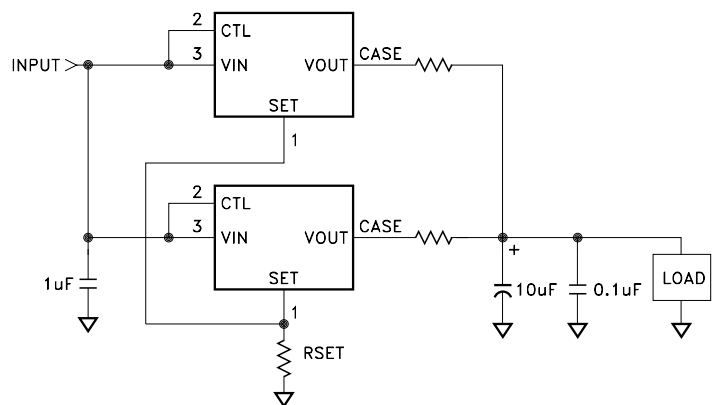 2
CTL
INPUT
3
VIN
VOUT
CASE
SET
1
2
CTL
3
VIN
VOUT
CASE
SET
1
1uF
+
10uF
0.1uF
LOAD
RSET